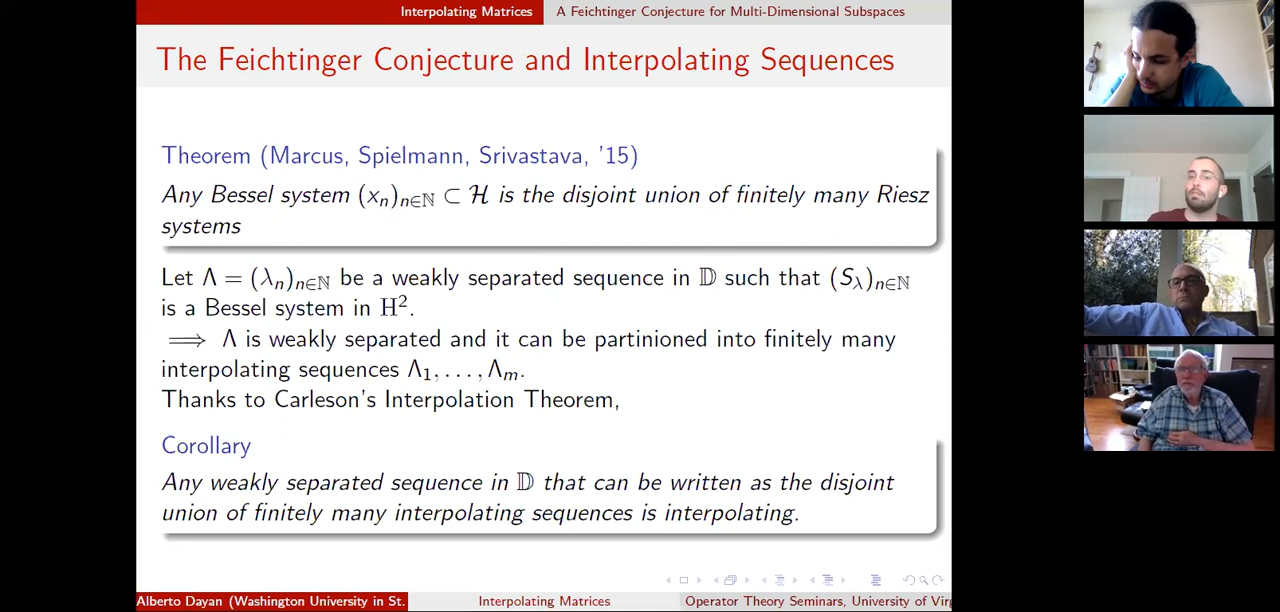 Interpolating Matrices A Feichtinger Conjecture for Multi-Dimensional Subspaces
The Feichtinger Conjecture and Interpolating Sequences
Theorem (Marcus, Spielmann, Srivastava, '15)
Any Bessel system (xₙ)ₙ∈ℕ ⊂ ℋ is the disjoint union of finitely many Riesz
systems
Let Λ = (λₙ)ₙ∈ℕ be a weakly separated sequence in 𝔻 such that (S_λ)ₙ∈ℕ
is a Bessel system in H².
⟹ Λ is weakly separated and it can be partinioned into finitely many
interpolating sequences Λ₁, . . . , Λₘ.
Thanks to Carleson's Interpolation Theorem,
Corollary
Any weakly separated sequence in 𝔻 that can be written as the disjoint
union of finitely many interpolating sequences is interpolating.
Alberto Dayan (Washington University in St. Interpolating Matrices Operator Theory Seminars, University of Virg